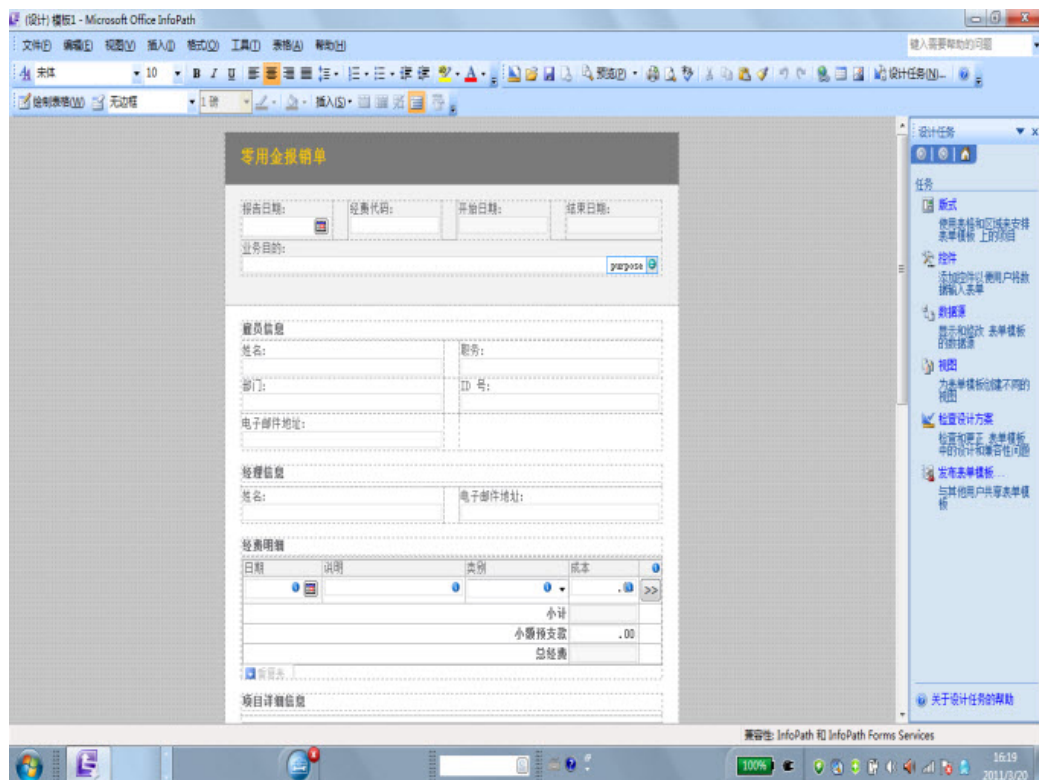 (设计) 模板1 - Microsoft Office InfoPath
文件(F) 编辑(E) 视图(V) 插入(I) 格式(O) 工具(T) 表格(A) 帮助(H)
键入需要帮助的问题
宋体 10 B I U A 预览(P) 设计任务(N)...
绘制表格(W) 无边框 1 磅 插入(S)
零用金报销单
报告日期: 经费代码: 开始日期: 结束日期:
业务目的:
purpose
雇员信息
姓名: 职务:
部门: ID 号:
电子邮件地址:
经理信息
姓名: 电子邮件地址:
经费明细
日期 说明 类别 成本
>>
小计
小额预支款 .00
总经费
重复表
项目详细信息
设计任务
任务
版式
使用表格和区域来安排
表单模板 上的项目
控件
添加控件以便用户将数
据输入表单
数据源
显示和修改 表单模板
的数据源
视图
为表单模板创建不同的
视图
检查设计方案
检查和更正 表单模板
中的设计和兼容性问题
发布表单模板...
与其他用户共享表单模
板
关于设计任务的帮助
兼容性: InfoPath 和 InfoPath Forms Services
100%
16:19
2011/3/20